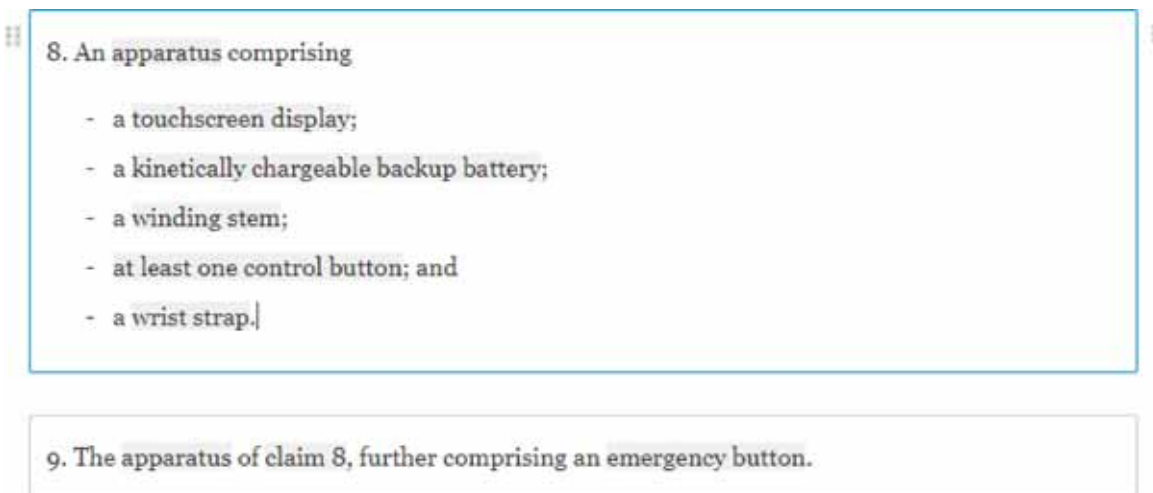 8. An apparatus comprising
- a touchscreen display;
- a kinetically chargeable backup battery;
- a winding stem;
- at least one control button; and
- a wrist strap.
9. The apparatus of claim 8, further comprising an emergency button.